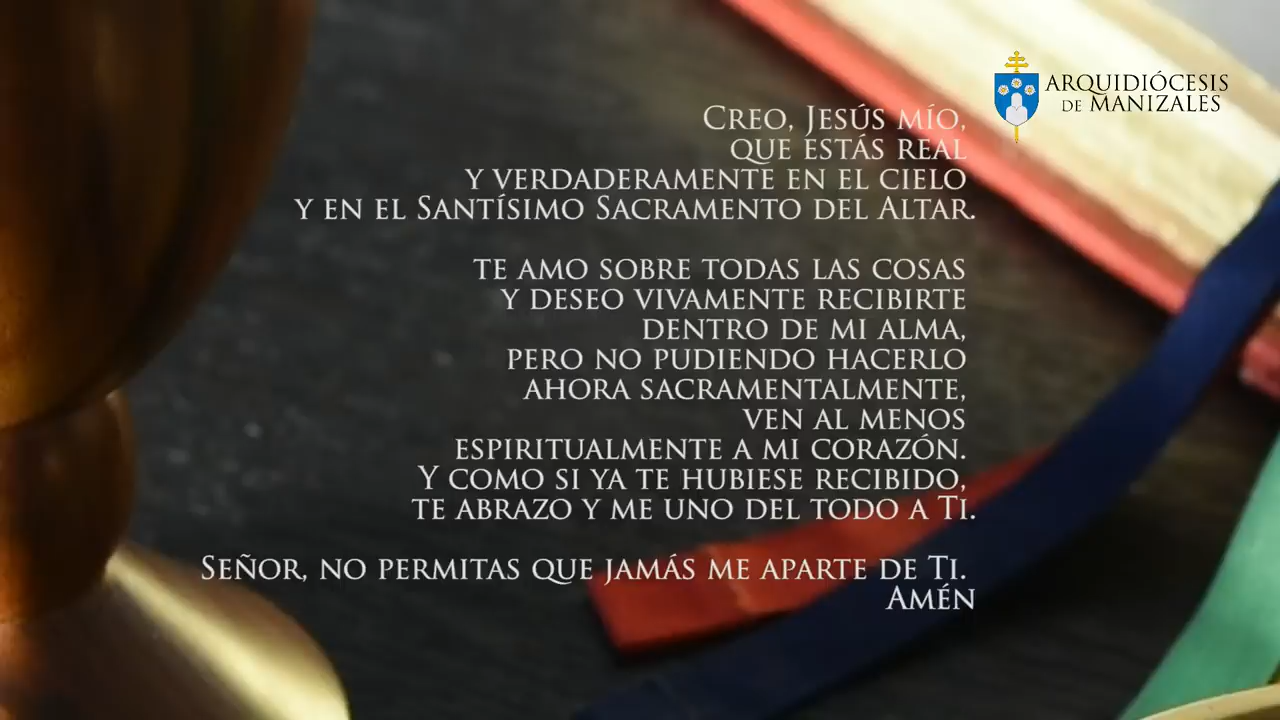 ARQUIDIÓCESIS
DE MANIZALES
CREO, JESÚS MÍO,
QUE ESTÁS REAL
Y VERDADERAMENTE EN EL CIELO
Y EN EL SANTÍSIMO SACRAMENTO DEL ALTAR.
TE AMO SOBRE TODAS LAS COSAS
Y DESEO VIVAMENTE RECIBIRTE
DENTRO DE MI ALMA,
PERO NO PUDIENDO HACERLO
AHORA SACRAMENTALMENTE,
VEN AL MENOS
ESPIRITUALMENTE A MI CORAZÓN.
Y COMO SI YA TE HUBIESE RECIBIDO,
TE ABRAZO Y ME UNO DEL TODO A TI.
SEÑOR, NO PERMITAS QUE JAMÁS ME APARTE DE TI.
AMÉN